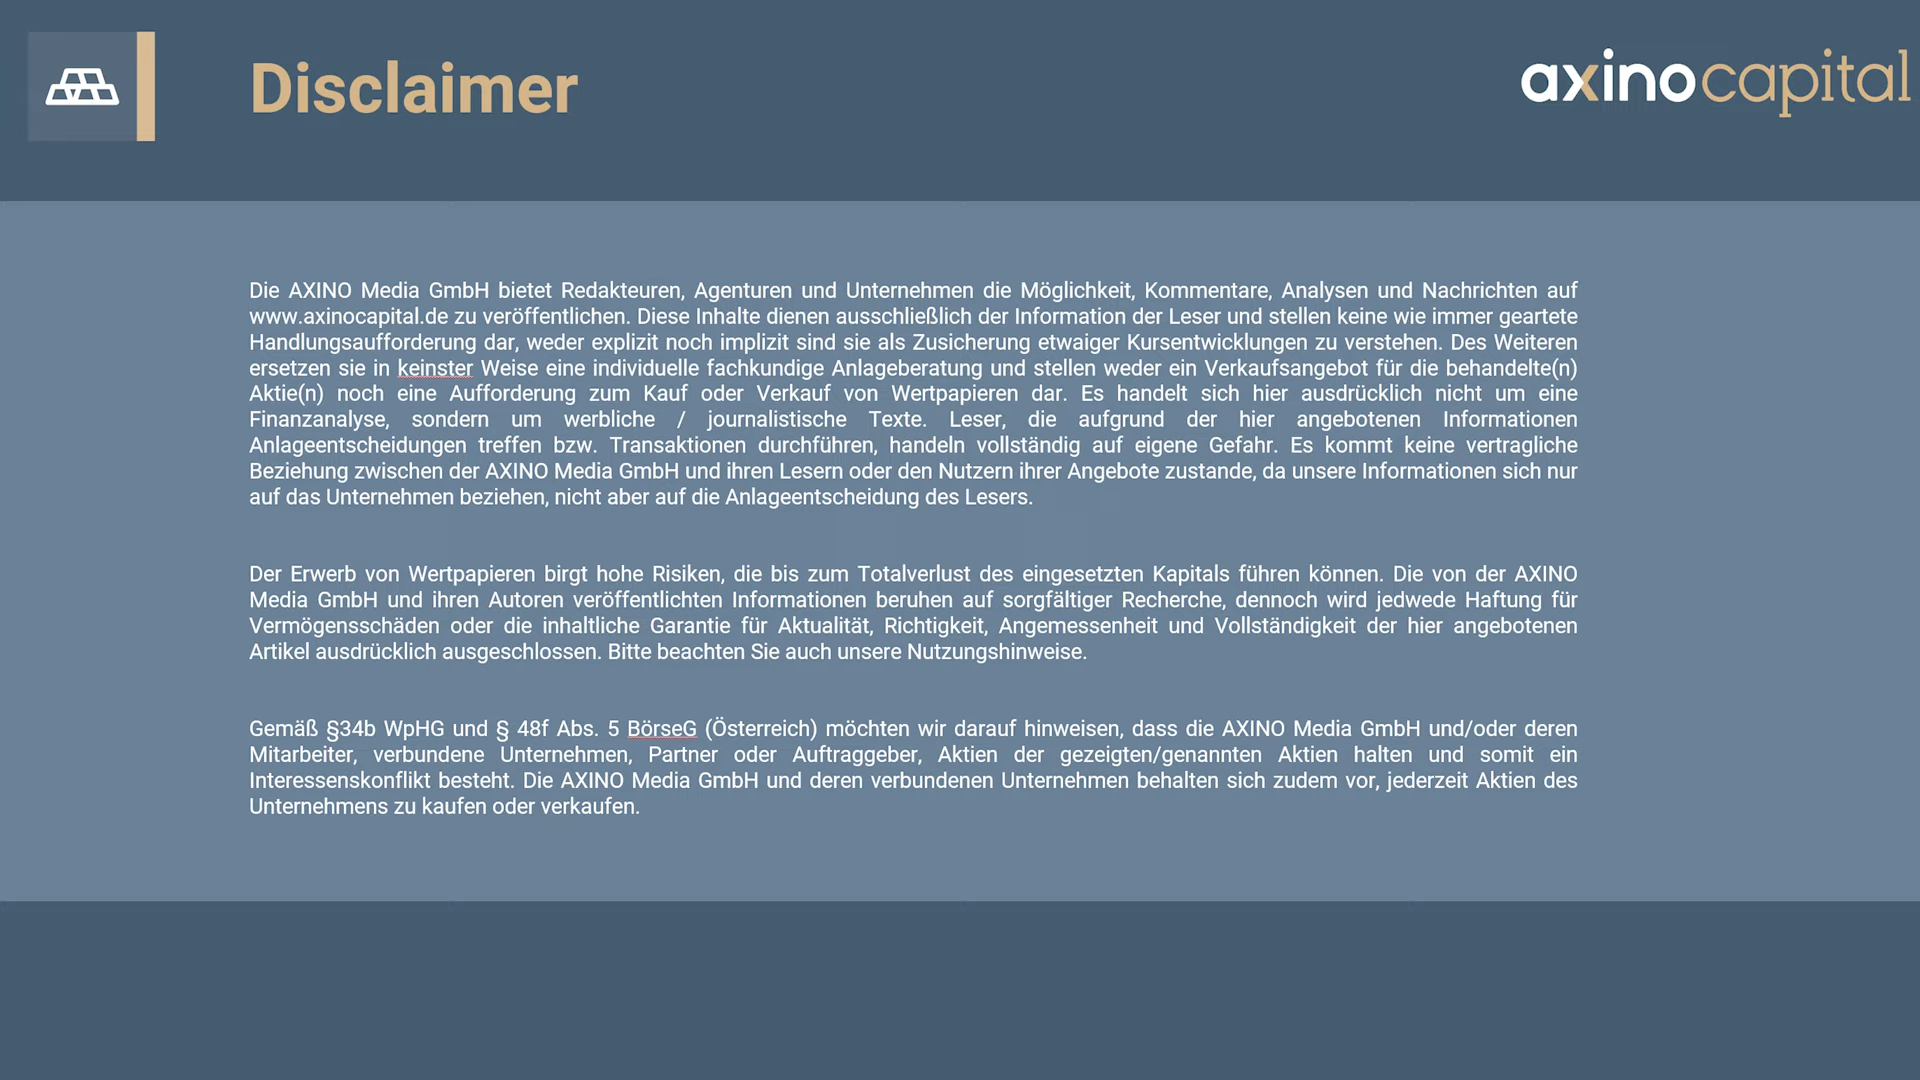 Disclaimer
axinocapital
Die AXINO Media GmbH bietet Redakteuren, Agenturen und Unternehmen die Möglichkeit, Kommentare, Analysen und Nachrichten auf
www.axinocapital.de zu veröffentlichen. Diese Inhalte dienen ausschließlich der Information der Leser und stellen keine wie immer geartete
Handlungsaufforderung dar, weder explizit noch implizit sind sie als Zusicherung etwaiger Kursentwicklungen zu verstehen. Des Weiteren
ersetzen sie in keinster Weise eine individuelle fachkundige Anlageberatung und stellen weder ein Verkaufsangebot für die behandelte(n)
Aktie(n) noch eine Aufforderung zum Kauf oder Verkauf von Wertpapieren dar. Es handelt sich hier ausdrücklich nicht um eine
Finanzanalyse, sondern um werbliche / journalistische Texte. Leser, die aufgrund der hier angebotenen Informationen
Anlageentscheidungen treffen bzw. Transaktionen durchführen, handeln vollständig auf eigene Gefahr. Es kommt keine vertragliche
Beziehung zwischen der AXINO Media GmbH und ihren Lesern oder den Nutzern ihrer Angebote zustande, da unsere Informationen sich nur
auf das Unternehmen beziehen, nicht aber auf die Anlageentscheidung des Lesers.
Der Erwerb von Wertpapieren birgt hohe Risiken, die bis zum Totalverlust des eingesetzten Kapitals führen können. Die von der AXINO
Media GmbH und ihren Autoren veröffentlichten Informationen beruhen auf sorgfältiger Recherche, dennoch wird jedwede Haftung für
Vermögensschäden oder die inhaltliche Garantie für Aktualität, Richtigkeit, Angemessenheit und Vollständigkeit der hier angebotenen
Artikel ausdrücklich ausgeschlossen. Bitte beachten Sie auch unsere Nutzungshinweise.
Gemäß §34b WpHG und § 48f Abs. 5 BörseG (Österreich) möchten wir darauf hinweisen, dass die AXINO Media GmbH und/oder deren
Mitarbeiter, verbundene Unternehmen, Partner oder Auftraggeber, Aktien der gezeigten/genannten Aktien halten und somit ein
Interessenskonflikt besteht. Die AXINO Media GmbH und deren verbundenen Unternehmen behalten sich zudem vor, jederzeit Aktien des
Unternehmens zu kaufen oder verkaufen.